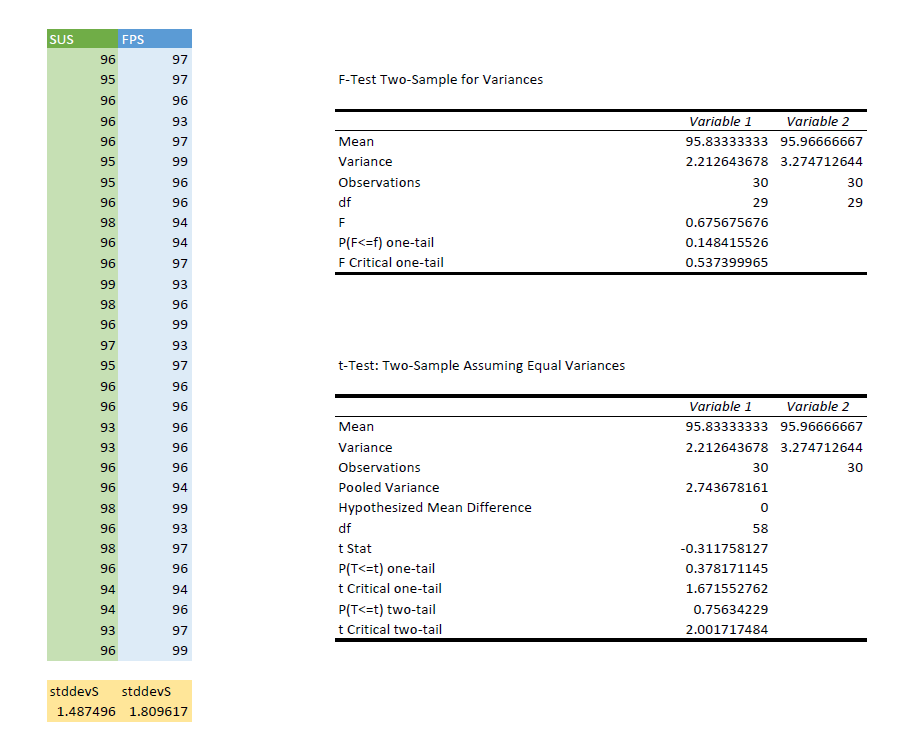 SUS FPS
96 97
95 97
96 96
96 93
96 97
95 99
95 96
96 96
98 94
96 94
96 97
99 93
98 96
96 99
97 93
95 97
96 96
96 96
93 96
93 96
96 96
96 94
98 99
96 93
98 97
96 96
94 94
94 96
93 97
96 99
stddevS stddevS
1.487496 1.809617
F-Test Two-Sample for Variances
Variable 1 Variable 2
Mean 95.83333333 95.96666667
Variance 2.212643678 3.274712644
Observations 30 30
df 29 29
F 0.675675676
P(F<=f) one-tail 0.148415526
F Critical one-tail 0.537399965
t-Test: Two-Sample Assuming Equal Variances
Variable 1 Variable 2
Mean 95.83333333 95.96666667
Variance 2.212643678 3.274712644
Observations 30 30
Pooled Variance 2.743678161
Hypothesized Mean Difference 0
df 58
t Stat -0.311758127
P(T<=t) one-tail 0.378171145
t Critical one-tail 1.671552762
P(T<=t) two-tail 0.75634229
t Critical two-tail 2.001717484